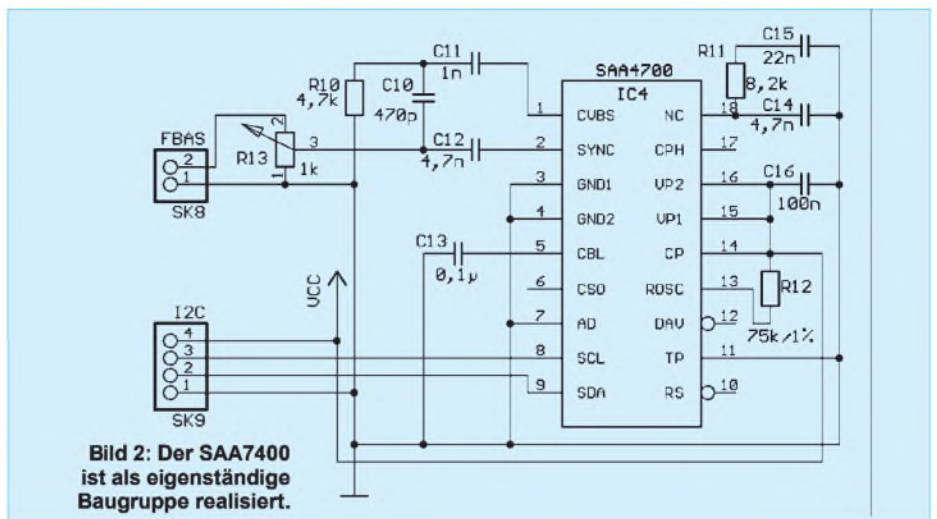 SAA4700
IC4
C11
1n
R10
4,7k
C10
470p
C12
4,7n
FBAS
2
1
SK8
2
3
1
R13
1k
1
CVBS
2
SYNC
3
GND1
4
GND2
5
CBL
6
CSO
7
AD
8
SCL
9
SDA
C13
0,1µ
VCC
I2C
4
3
2
1
SK9
R11
8,2k
C15
22n
C14
4,7n
NC
18
CPH
17
VP2
16
VP1
15
CP
14
ROSC
13
DAV
12
TP
11
RS
10
C16
100n
R12
75k/1%
Bild 2: Der SAA7400
ist als eigenständige
Baugruppe realisiert.